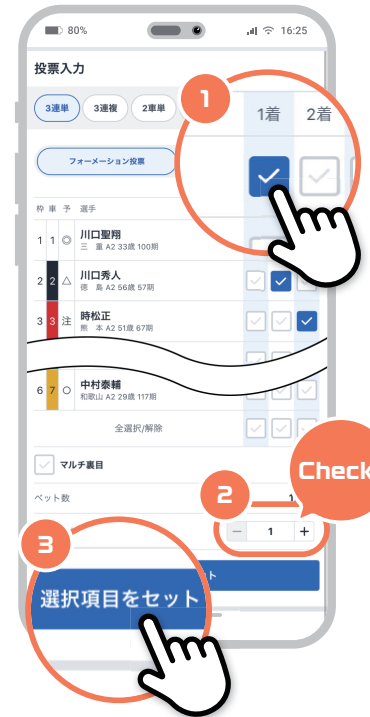 80%
16:25
投票入力
3連単 3連複 2車単
1
1着 2着
フォーメーション投票
枠 車 予 選手
1 1 ◎ 川口聖翔
三 重 A2 33歳 100期
2 2 △ 川口秀人
徳 島 A2 56歳 57期
3 3 注 時松正
熊 本 A2 51歳 67期
6 7 ○ 中村泰輔
和歌山 A2 29歳 117期
全選択/解除
マルチ裏目
Check
ベット数 1
2
− 1 +
3
選択項目をセット